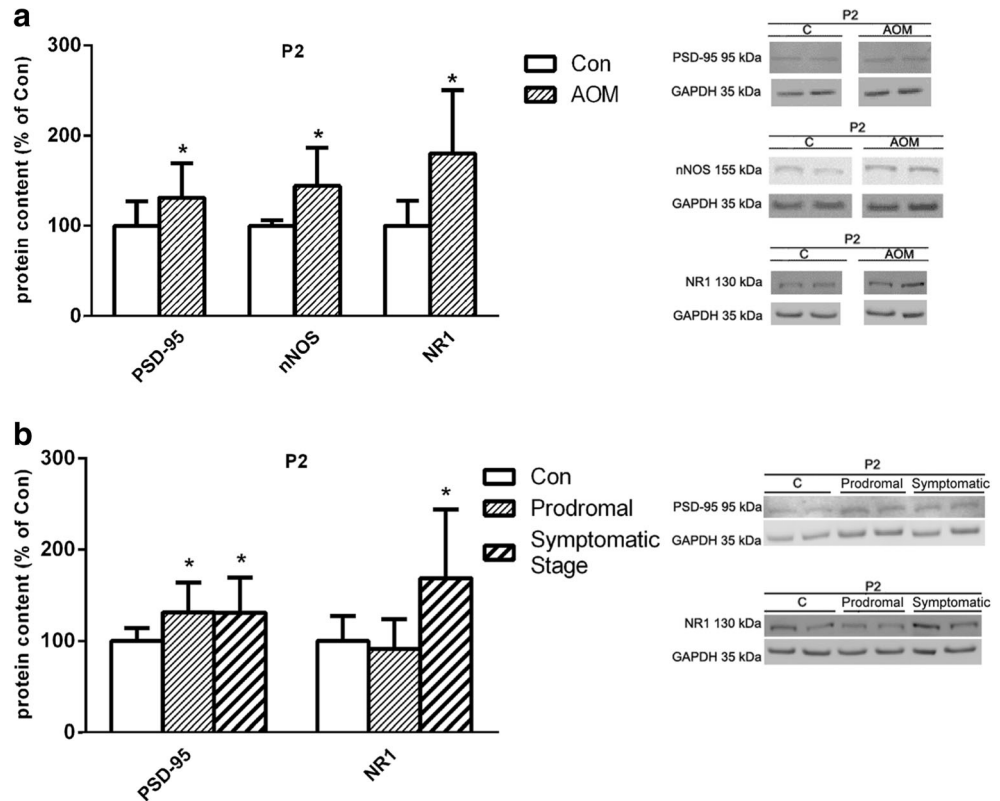 a
P2
protein content (% of Con)
300
200
100
0
PSD-95
nNOS
NR1
*
*
*
Con
AOM
P2
C AOM
PSD-95 95 kDa
GAPDH 35 kDa
P2
C AOM
nNOS 155 kDa
GAPDH 35 kDa
P2
C AOM
NR1 130 kDa
GAPDH 35 kDa
b
P2
protein content (% of Con)
300
200
100
0
PSD-95
NR1
*
*
*
Con
Prodromal
Symptomatic
Stage
P2
C Prodromal Symptomatic
PSD-95 95 kDa
GAPDH 35 kDa
P2
C Prodromal Symptomatic
NR1 130 kDa
GAPDH 35 kDa